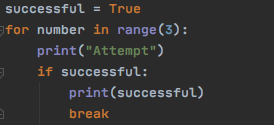 successful = True
for number in range(3):
    print("Attempt")
    if successful:
        print(successful)
        break